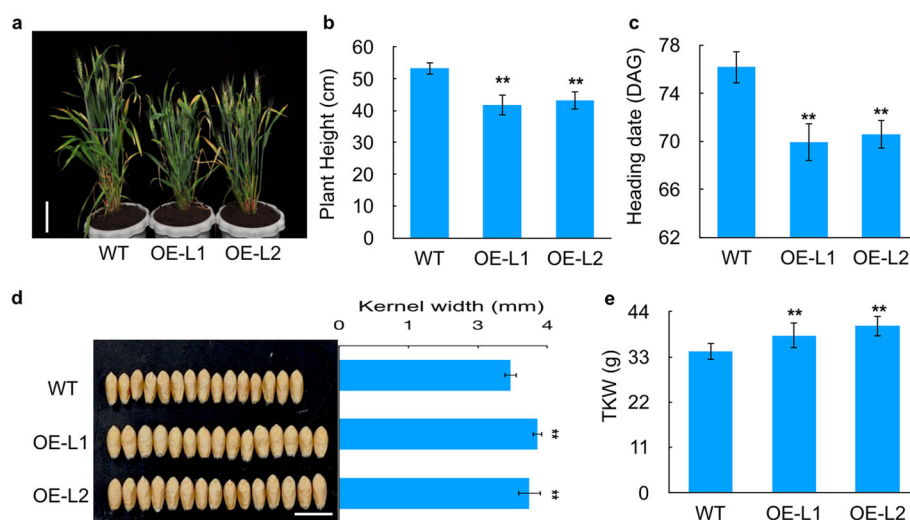 a
WT OE-L1 OE-L2
b
Plant Height (cm)
60
50
40
30
20
10
0
**
**
WT OE-L1 OE-L2
c
Heading date (DAG)
78
74
70
66
62
**
**
WT OE-L1 OE-L2
d
Kernel width (mm)
0 1 3 4
WT
OE-L1
OE-L2
**
**
e
TKW (g)
44
33
22
11
0
**
**
WT OE-L1 OE-L2